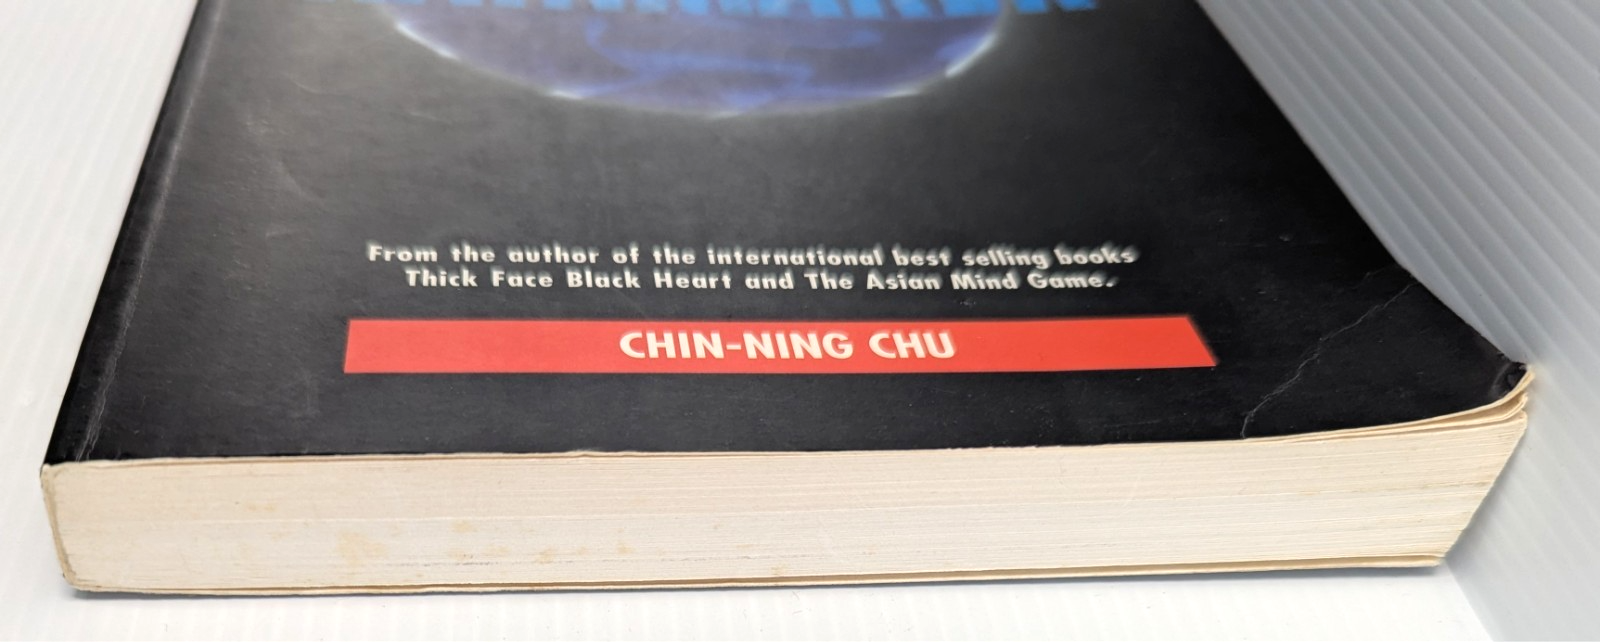 From the author of the international best selling books
Thick Face Black Heart and The Asian Mind Game.
CHIN-NING CHU